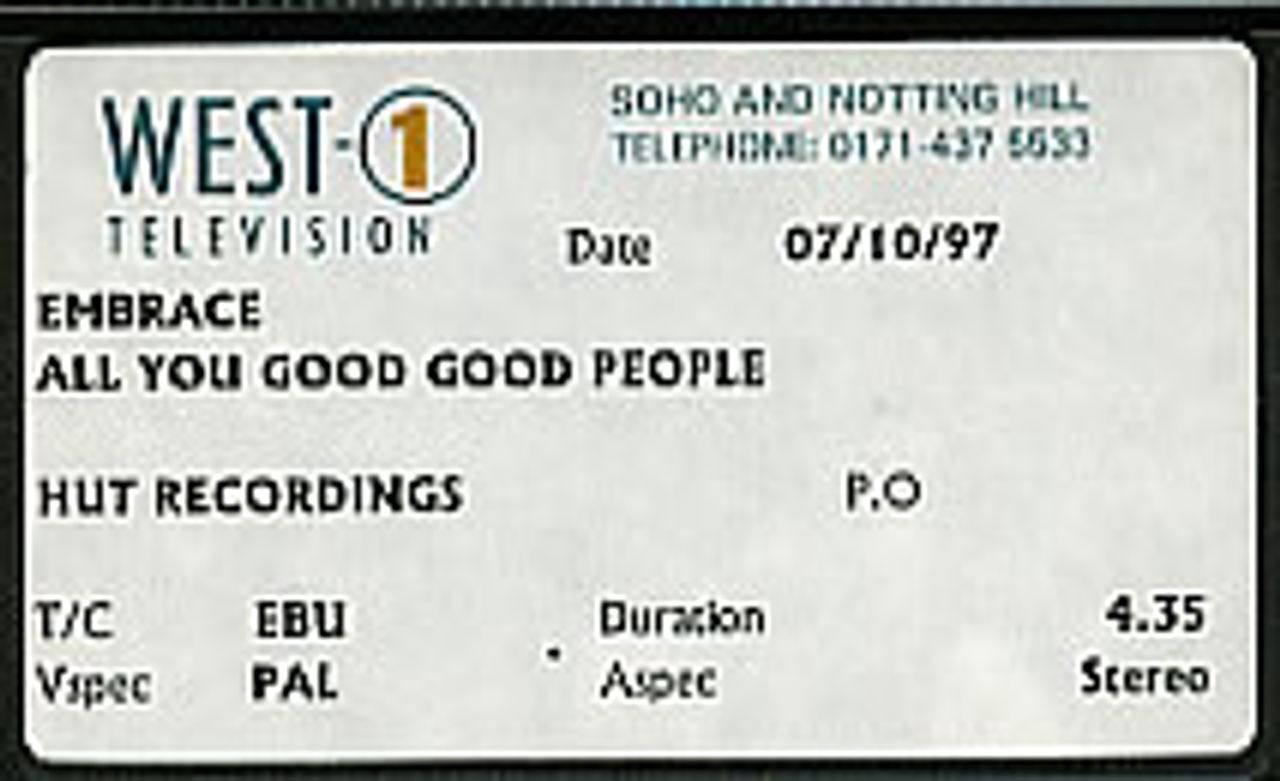 WEST-1
TELEVISION
SOHO AND NOTTING HILL
TELEPHONE: 0171-437 5533
Date 07/10/97
EMBRACE
ALL YOU GOOD GOOD PEOPLE
HUT RECORDINGS P.O
T/C EBU Duration 4.35
Vspec PAL Aspec Stereo